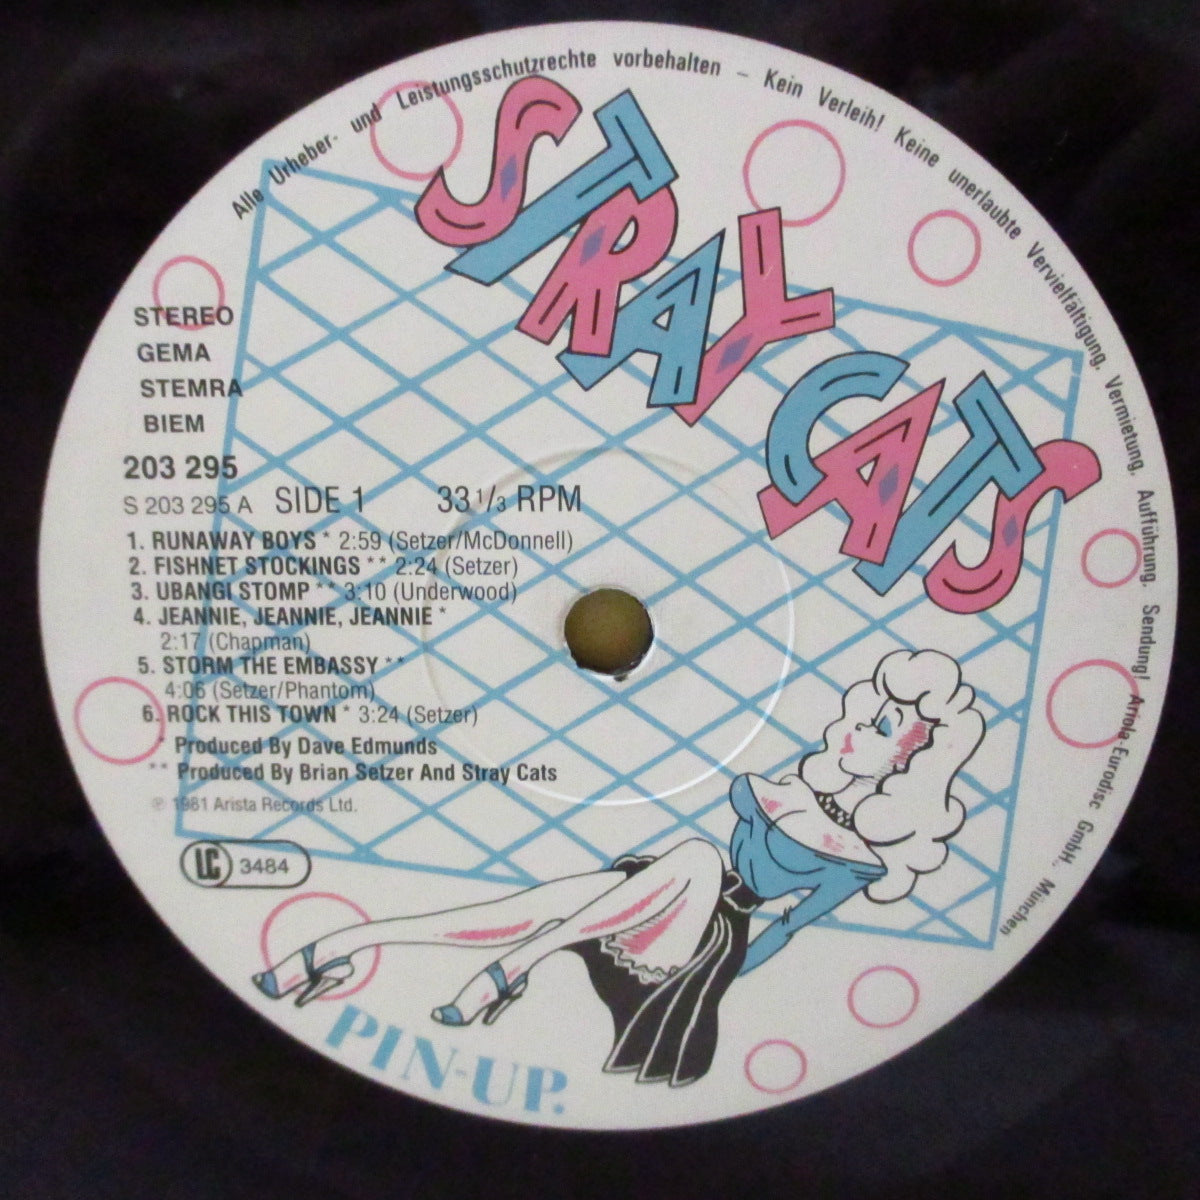 Alle Urheber- und Leistungsschutzrechte vorbehalten – Kein Verleih! Keine unerlaubte Vervielfältigung, Vermietung, Aufführung, Sendung! Ariola-Eurodisc GmbH., München
STRAY CATS
STEREO
GEMA
STEMRA
BIEM
203 295
S 203 295 A SIDE 1 33 1/3 RPM
1. RUNAWAY BOYS * 2:59 (Setzer/McDonnell)
2. FISHNET STOCKINGS ** 2:24 (Setzer)
3. UBANGI STOMP ** 3:10 (Underwood)
4. JEANNIE, JEANNIE, JEANNIE *
2:17 (Chapman)
5. STORM THE EMBASSY **
4:06 (Setzer/Phantom)
6. ROCK THIS TOWN * 3:24 (Setzer)
* Produced By Dave Edmunds
** Produced By Brian Setzer And Stray Cats
℗ 1981 Arista Records Ltd.
LC 3484
PIN-UP.